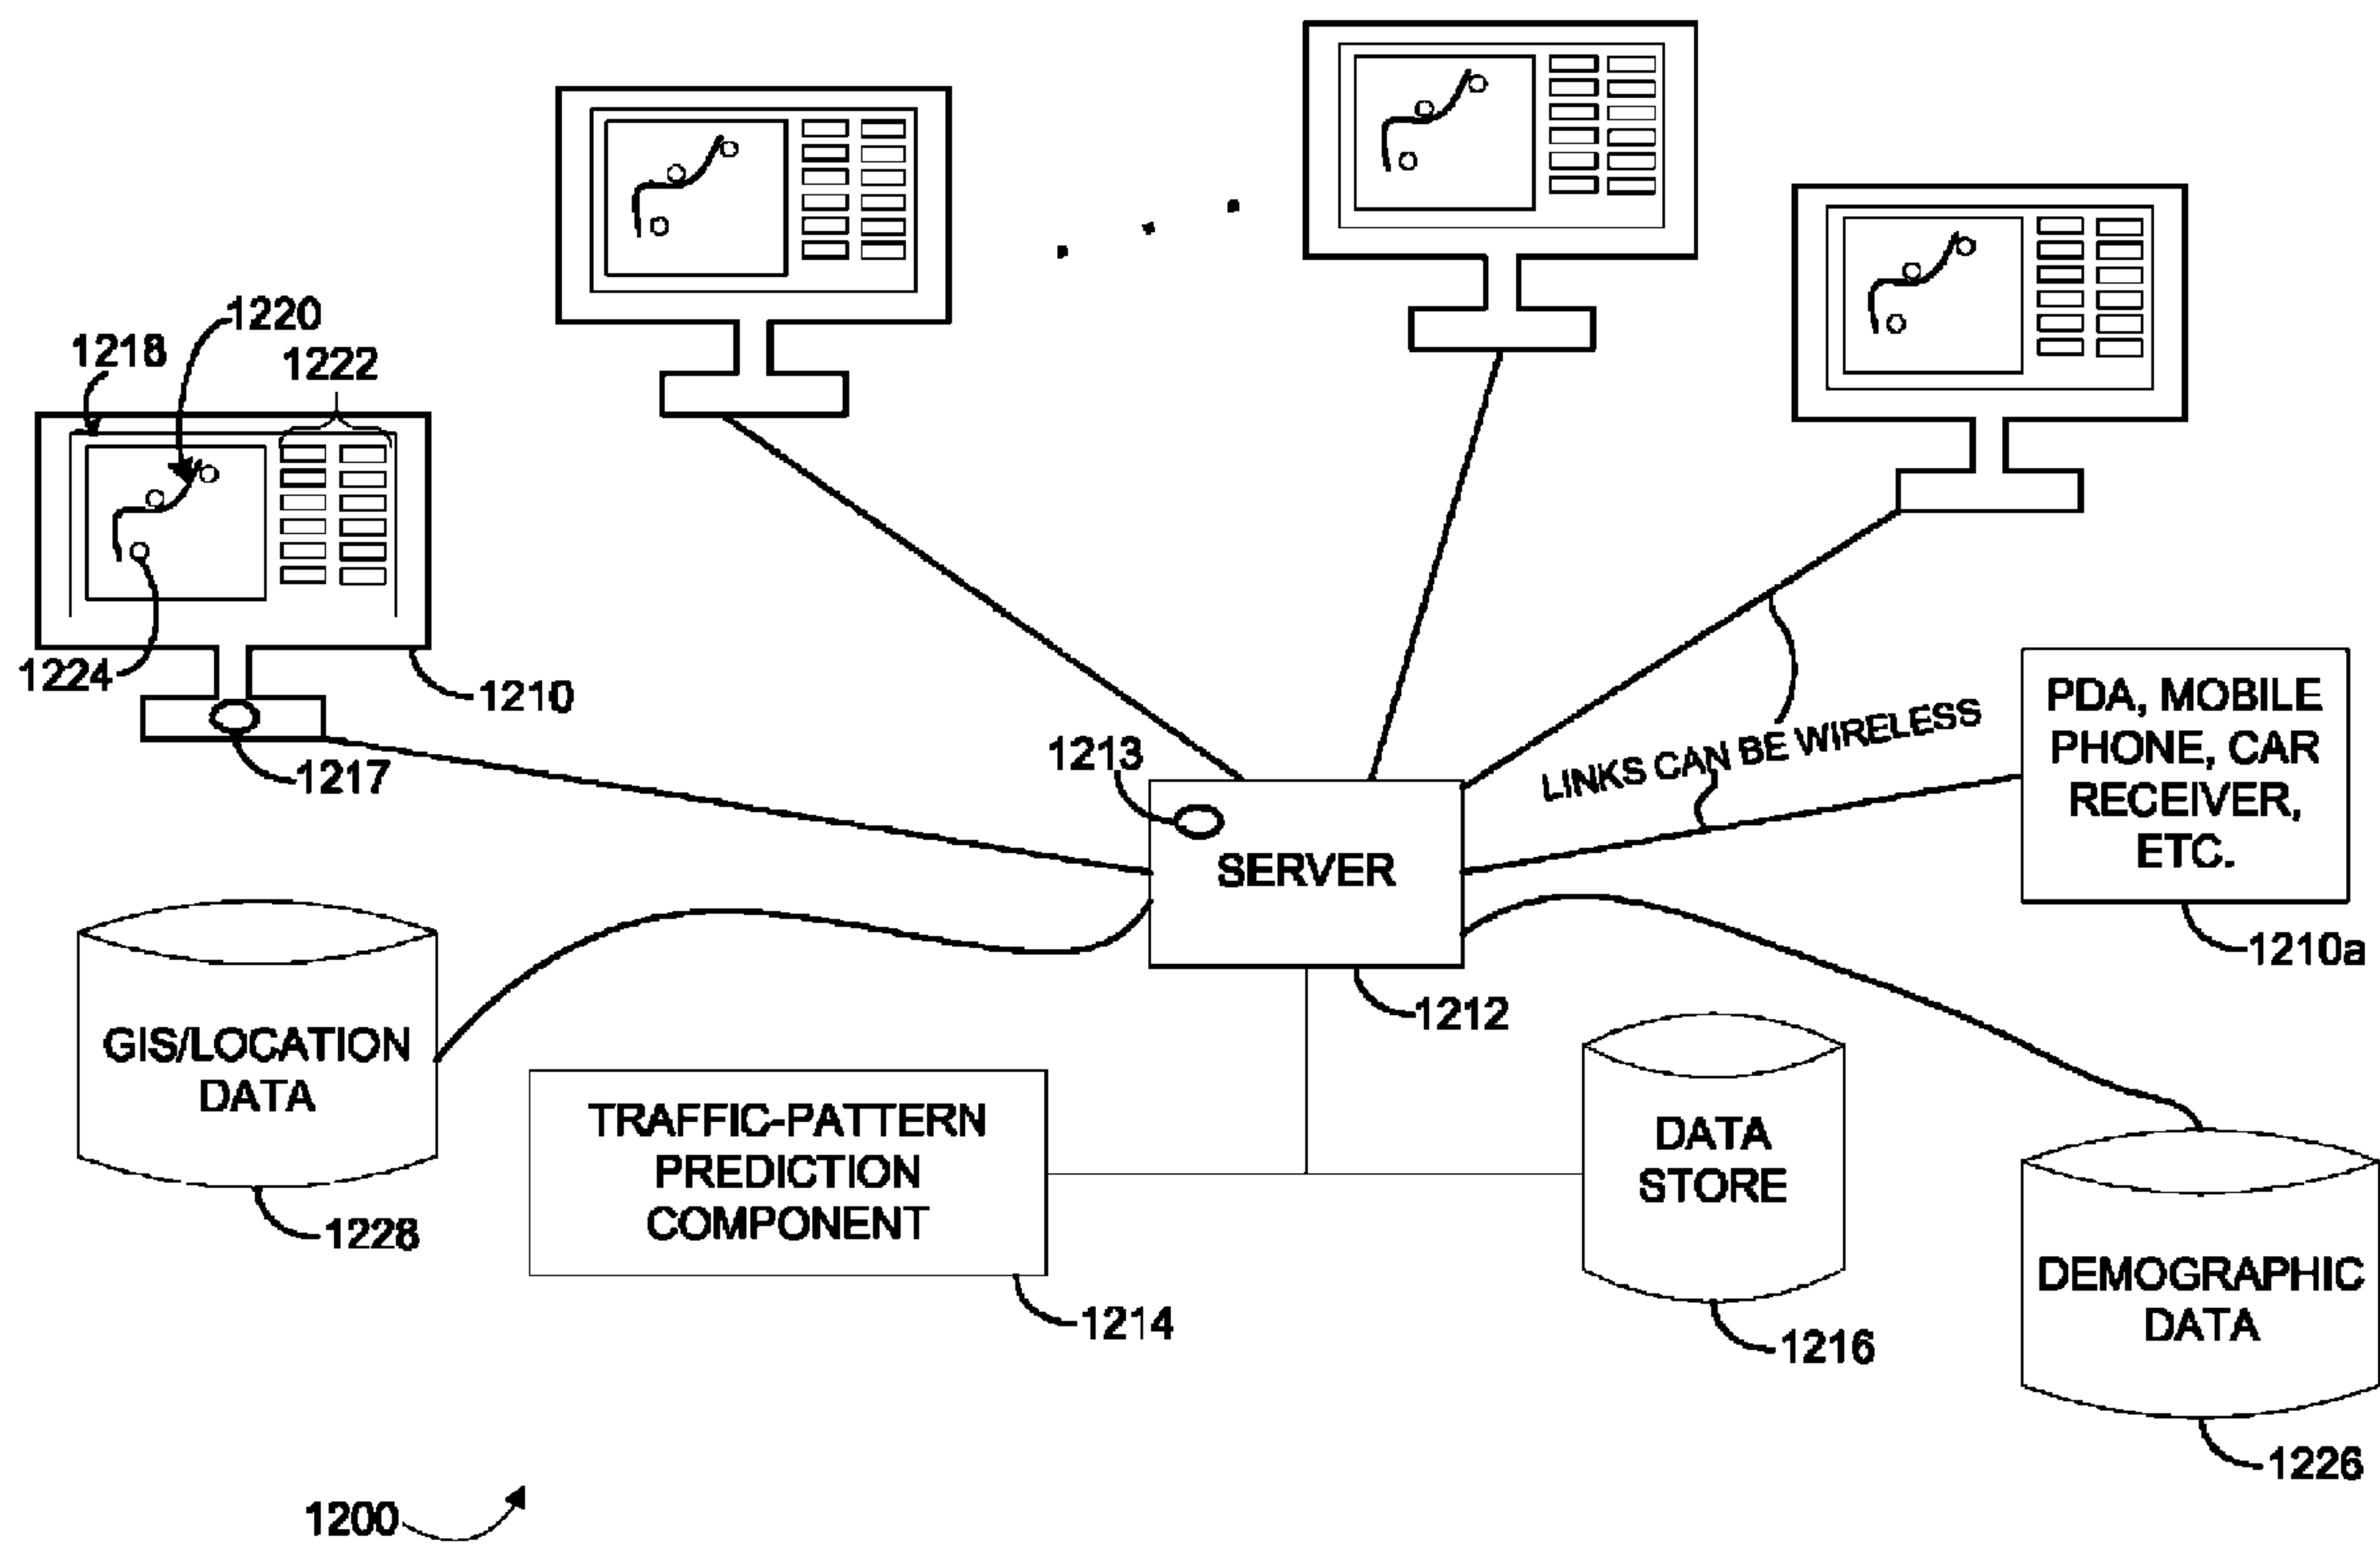 1220
1218
1222
1224
1210
1217
1213
LINKS CAN BE WIRELESS
PDA, MOBILE
PHONE, CAR
RECEIVER,
ETC.
SERVER
1210a
1212
GIS/LOCATION
DATA
1228
TRAFFIC-PATTERN
PREDICTION
COMPONENT
1214
DATA
STORE
1216
DEMOGRAPHIC
DATA
1226
1200